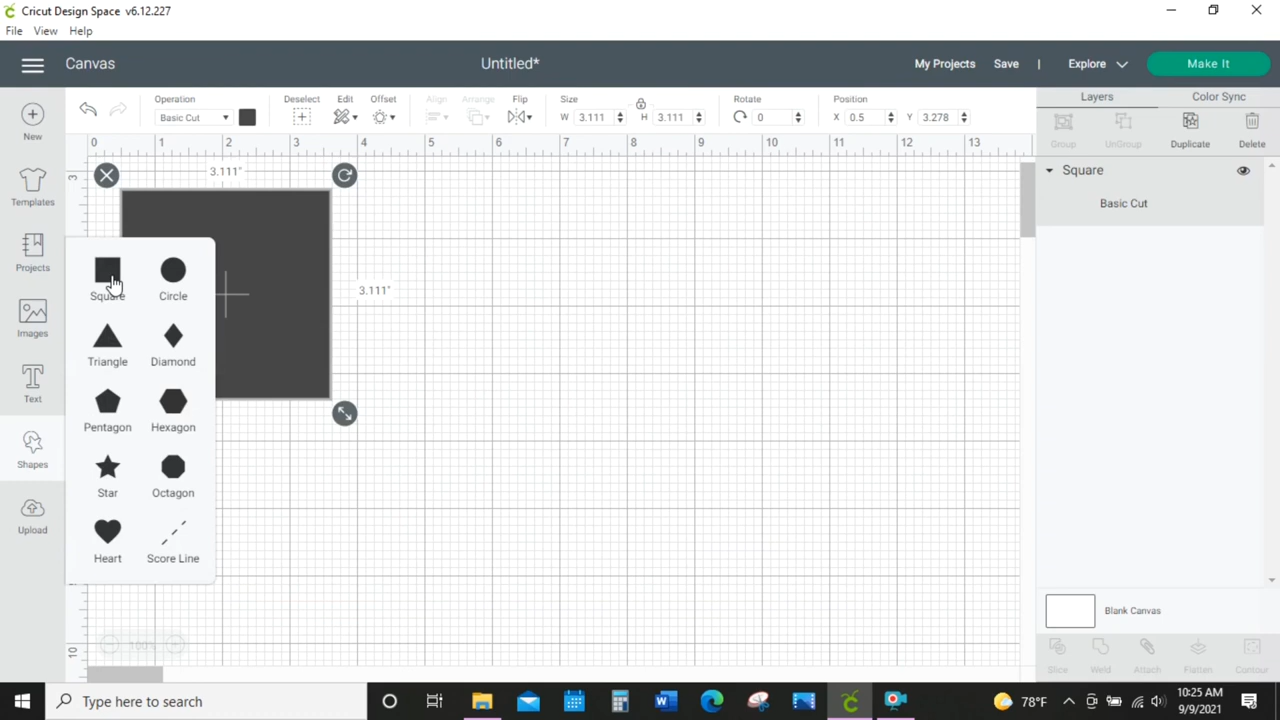 Cricut Design Space v6.12.227
File View Help
Canvas
Untitled*
My Projects Save | Explore Make It
Operation
Basic Cut
Deselect Edit Offset Align Arrange Flip
Size
W 3.111 H 3.111
Rotate
0
Position
X 0.5 Y 3.278
Layers Color Sync
Group UnGroup Duplicate Delete
Square
Basic Cut
New
Templates
Projects
Images
Text
Shapes
Upload
0 1 2 3 4 5 6 7 8 9 10 11 12 13
3
10
3.111"
3.111"
Square Circle
Triangle Diamond
Pentagon Hexagon
Star Octagon
Heart Score Line
100%
Blank Canvas
Slice Weld Attach Flatten Contour
Type here to search
78°F
10:25 AM
9/9/2021